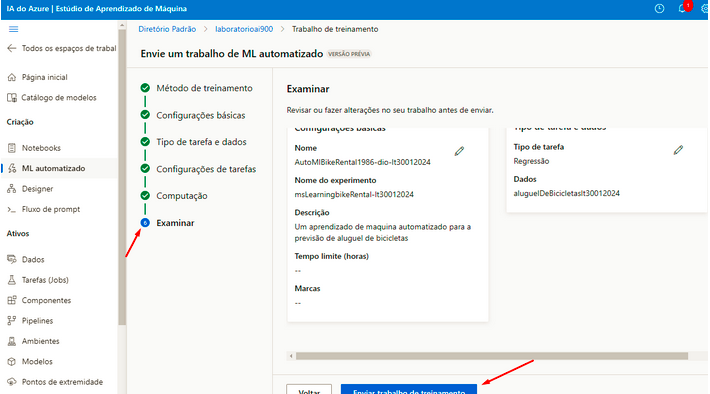 IA do Azure | Estúdio de Aprendizado de Máquina
1
Todos os espaços de trabal
Página inicial
Catálogo de modelos
Criação
Notebooks
ML automatizado
Designer
Fluxo de prompt
Ativos
Dados
Tarefas (Jobs)
Componentes
Pipelines
Ambientes
Modelos
Pontos de extremidade
Diretório Padrão > laboratorioai900 > Trabalho de treinamento
Envie um trabalho de ML automatizado VERSÃO PRÉVIA
Método de treinamento
Configurações básicas
Tipo de tarefa e dados
Configurações de tarefas
Computação
6 Examinar
Examinar
Revisar ou fazer alterações no seu trabalho antes de enviar.
Configurações básicas
Nome
AutoMlBikeRental1986-dio-lt30012024
Nome do experimento
msLearningbikeRental-lt30012024
Descrição
Um aprendizado de maquina automatizado para a
previsão de aluguel de bicicletas
Tempo limite (horas)
--
Marcas
--
Tipo de tarefa e dados
Tipo de tarefa
Regressão
Dados
aluguelDeBicicletaslt30012024
Voltar
Enviar trabalho de treinamento